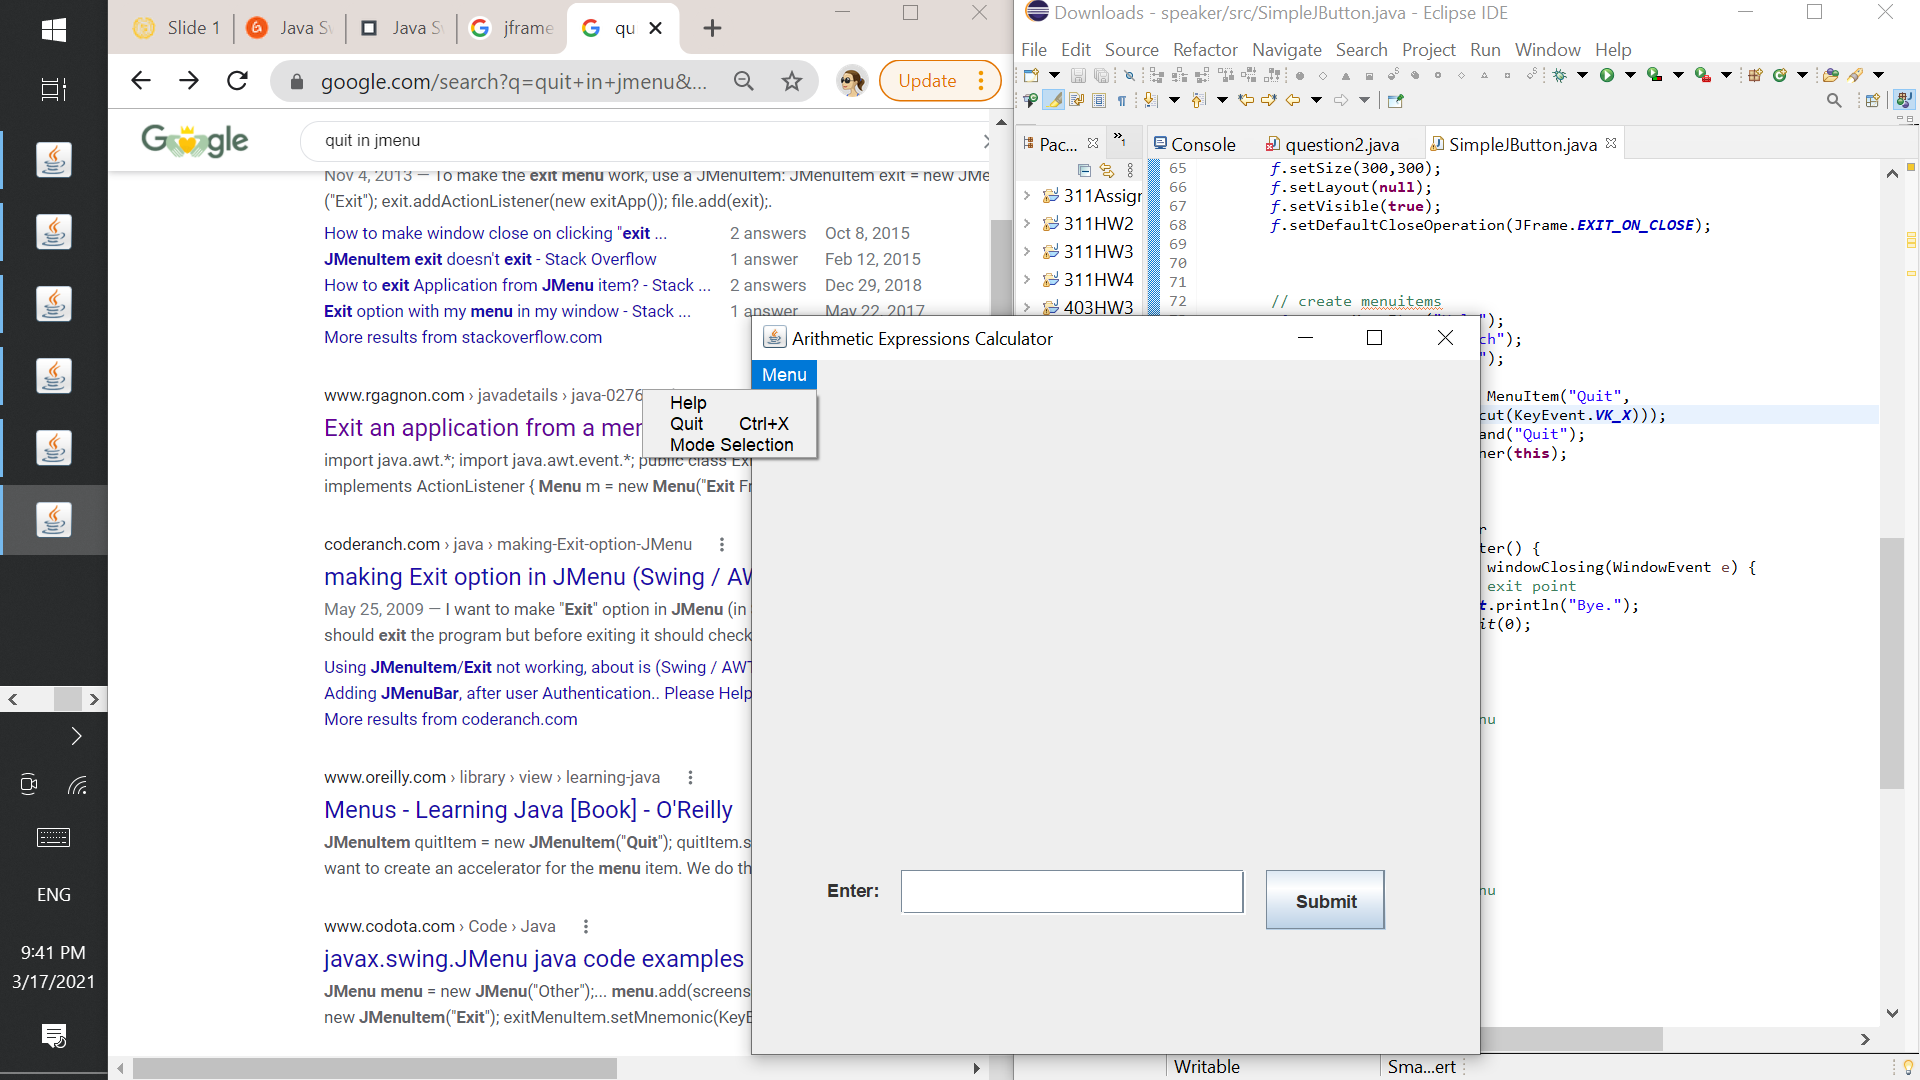 Slide 1
Java S
Java S
jframe
qu
google.com/search?q=quit+in+jmenu&...
Update
Google
quit in jmenu
Nov 4, 2013 — To make the exit menu work, use a JMenuItem: JMenuItem exit = new JMe
("Exit"); exit.addActionListener(new exitApp()); file.add(exit);.
How to make window close on clicking "exit ... 2 answers Oct 8, 2015
JMenuItem exit doesn't exit - Stack Overflow 1 answer Feb 12, 2015
How to exit Application from JMenu item? - Stack ... 2 answers Dec 29, 2018
Exit option with my menu in my window - Stack ... 1 answer May 22, 2017
More results from stackoverflow.com
www.rgagnon.com › javadetails › java-0276
Exit an application from a men
import java.awt.*; import java.awt.event.*; public class Exi
implements ActionListener { Menu m = new Menu("Exit Fr
coderanch.com › java › making-Exit-option-JMenu
making Exit option in JMenu (Swing / AW
May 25, 2009 — I want to make "Exit" option in JMenu (in
should exit the program but before exiting it should check
Using JMenuItem/Exit not working, about is (Swing / AWT
Adding JMenuBar, after user Authentication.. Please Help
More results from coderanch.com
www.oreilly.com › library › view › learning-java
Menus - Learning Java [Book] - O'Reilly
JMenuItem quitItem = new JMenuItem("Quit"); quitItem.s
want to create an accelerator for the menu item. We do th
www.codota.com › Code › Java
javax.swing.JMenu java code examples
JMenu menu = new JMenu("Other");... menu.add(screens
new JMenuItem("Exit"); exitMenuItem.setMnemonic(KeyE
ENG
9:41 PM
3/17/2021
Arithmetic Expressions Calculator
Menu
Help
Quit Ctrl+X
Mode Selection
Enter:
Submit
Downloads - speaker/src/SimpleJButton.java - Eclipse IDE
File Edit Source Refactor Navigate Search Project Run Window Help
Pac...
»1
Console
question2.java
SimpleJButton.java
311Assigr
311HW2
311HW3
311HW4
403HW3
65 f.setSize(300,300);
66 f.setLayout(null);
67 f.setVisible(true);
68 f.setDefaultCloseOperation(JFrame.EXIT_ON_CLOSE);
69
70
71
72 // create menuitems
");
ch");
");
MenuItem("Quit",
cut(KeyEvent.VK_X)));
and("Quit");
ner(this);
r
ter() {
windowClosing(WindowEvent e) {
exit point
t.println("Bye.");
it(0);
nu
nu
Writable
Sma...ert